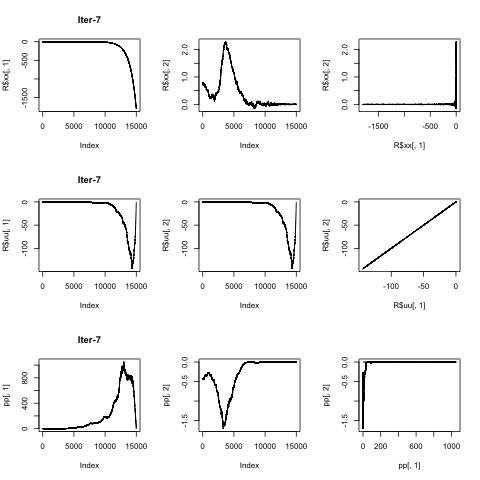 Iter-7
R$xx[, 1]
0
-500
-1500
0 5000 10000 15000
Index
R$xx[, 2]
2.0
1.0
0.0
0 5000 10000 15000
Index
R$xx[, 2]
2.0
1.0
0.0
-1500 -500 0
R$xx[, 1]
Iter-7
R$uu[, 1]
0
-50
-100
0 5000 10000 15000
Index
R$uu[, 2]
0
-50
-100
0 5000 10000 15000
Index
R$uu[, 2]
0
-50
-100
-100 -50 0
R$uu[, 1]
Iter-7
pp[, 1]
800
400
0
0 5000 10000 15000
Index
pp[, 2]
0.0
-0.5
-1.5
0 5000 10000 15000
Index
pp[, 2]
0.0
-0.5
-1.5
0 200 600 1000
pp[, 1]